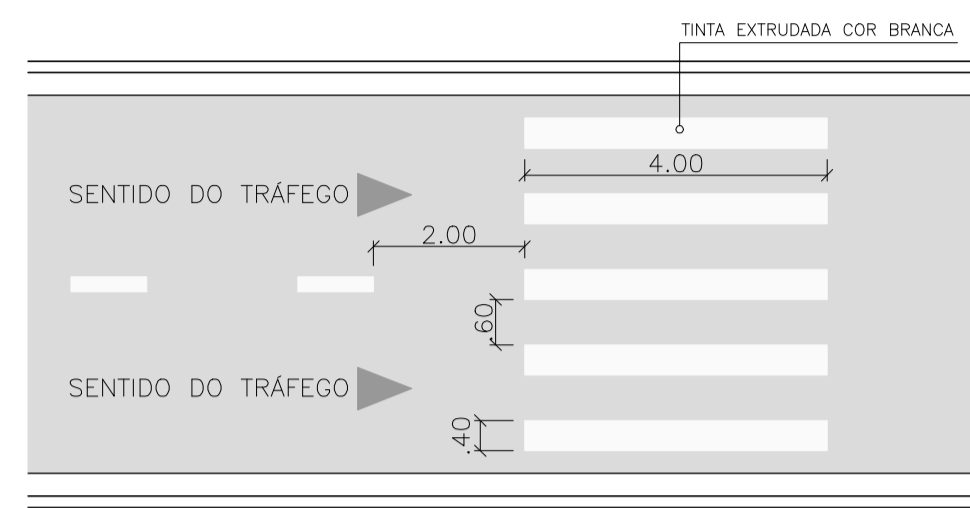 TINTA EXTRUDADA COR BRANCA
4.00
SENTIDO DO TRÁFEGO
2.00
.60
SENTIDO DO TRÁFEGO
.40